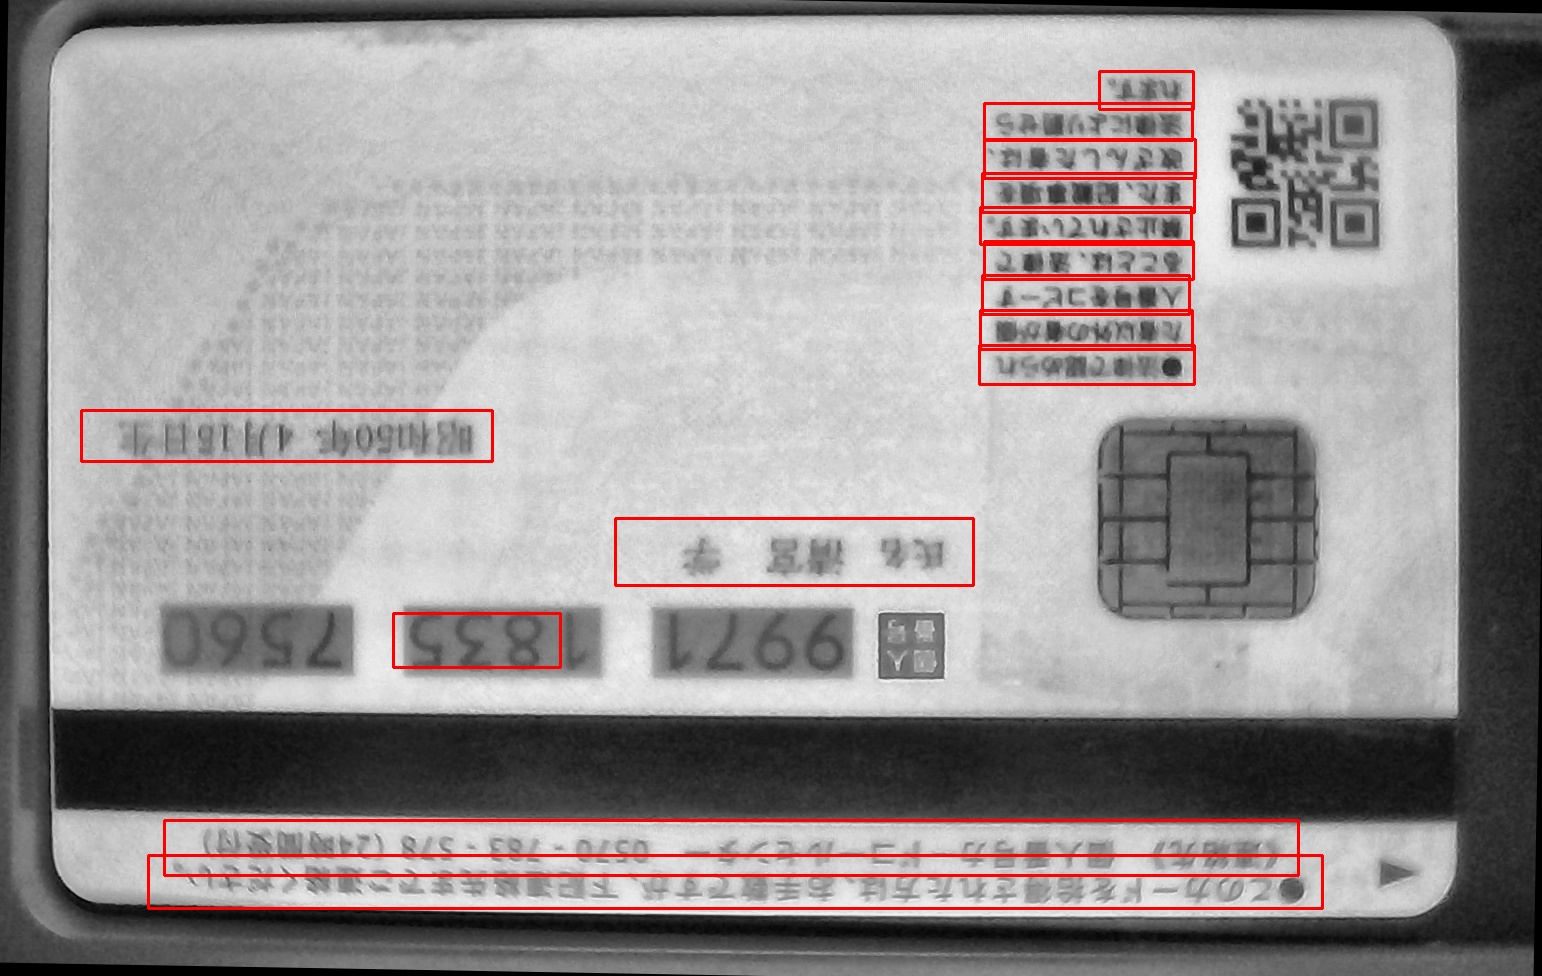 ●このカードを拾得された方は、お手数ですが、下記連絡先までご連絡ください。
《連絡先》 個人番号カードコールセンター 0570-783-578 (24時間受付)
個人番号
9971 1835 7560
氏名 清宮 学
昭和50年 4月15日生
●法律で認められ
た者以外の者が個
人番号をコピーす
ることは、法律で
禁止されています。
また、記載事項を
改ざんした者は、
法律により罰せら
れます。